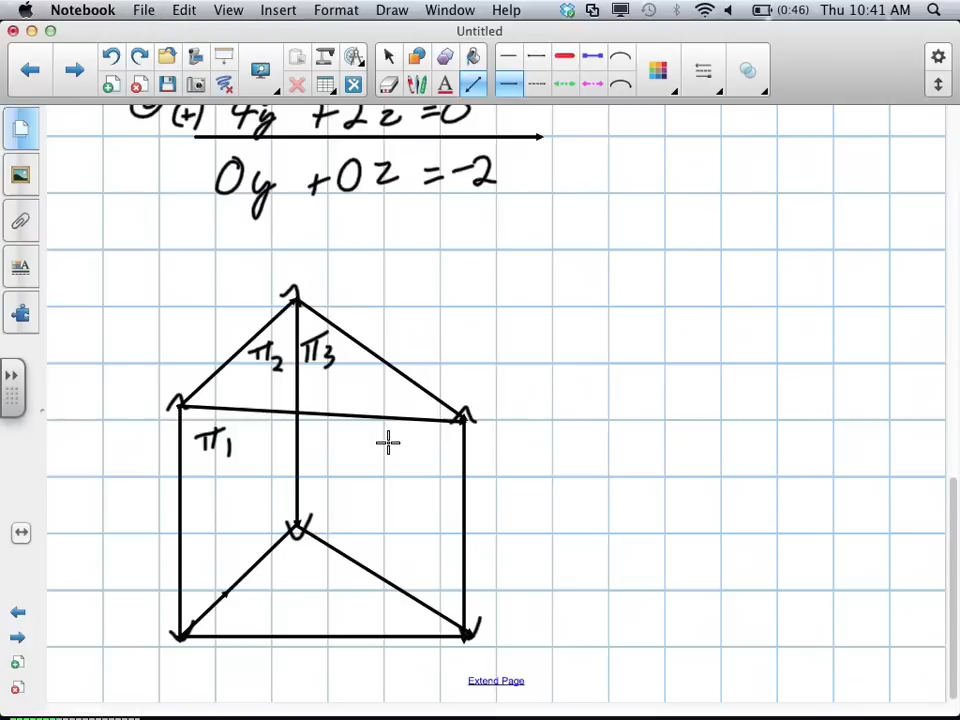 Notebook File Edit View Insert Format Draw Window Help (0:46) Thu 10:41 AM
Untitled
(+) 4y +2z =0
0y +0z =-2
π2 π3
π1
Extend Page